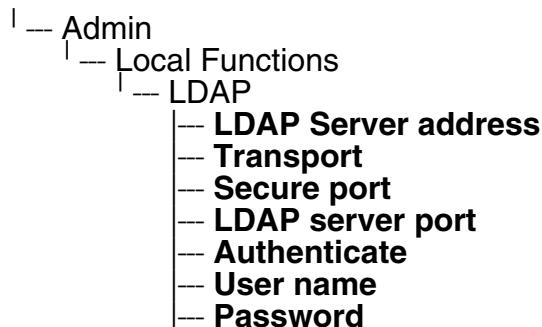 | --- Admin
| --- Local Functions
| --- LDAP
|--- LDAP Server address
|--- Transport
|--- Secure port
|--- LDAP server port
|--- Authenticate
|--- User name
|--- Password